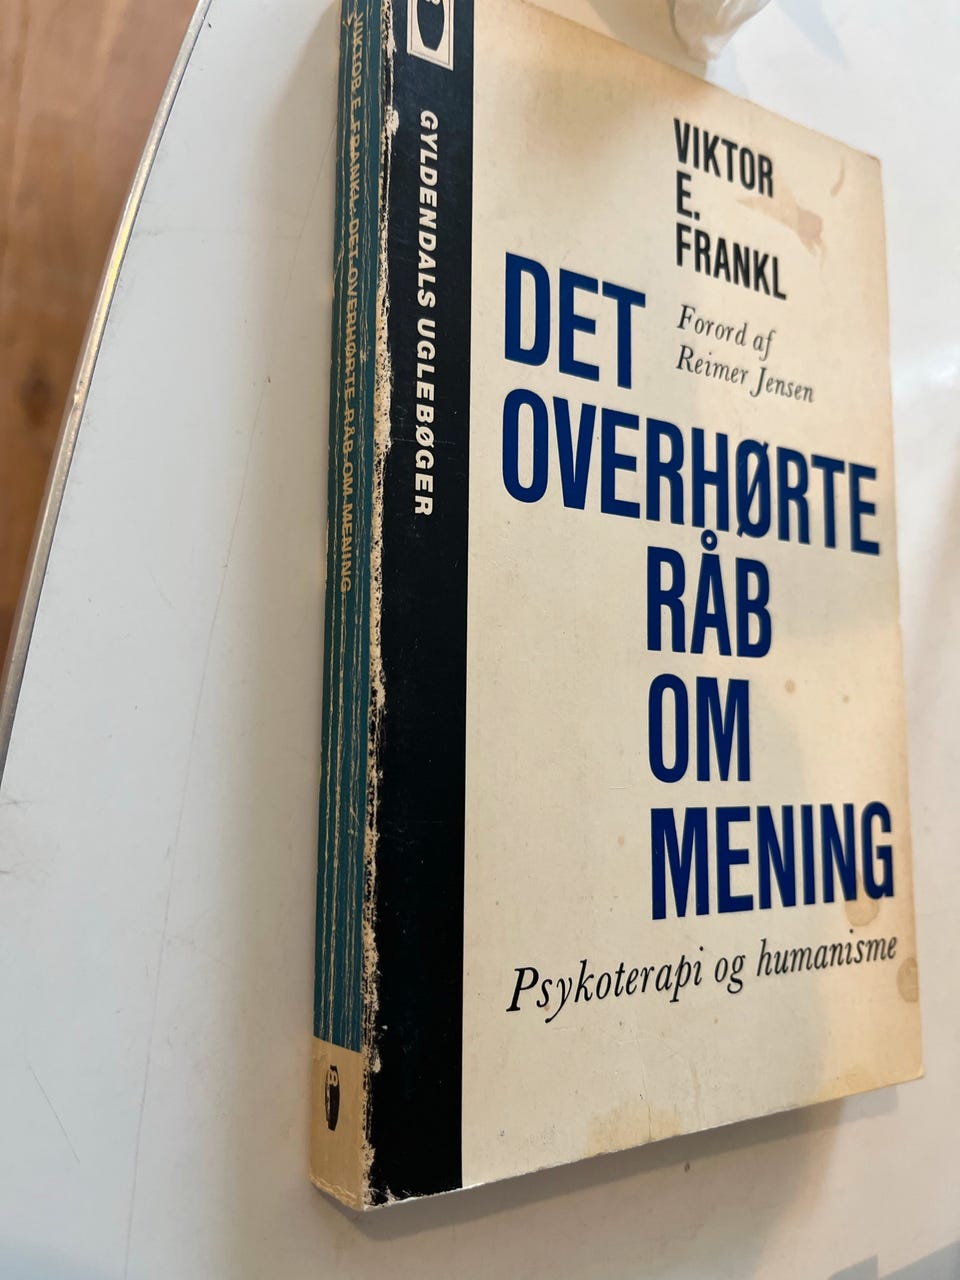 VIKTOR E. FRANKL DET OVERHØRTE RÅB OM MENING
GYLDENDALS UGLEBØGER
VIKTOR
E.
FRANKL
Forord af
Reimer Jensen
DET
OVERHØRTE
RÅB
OM
MENING
Psykoterapi og humanisme